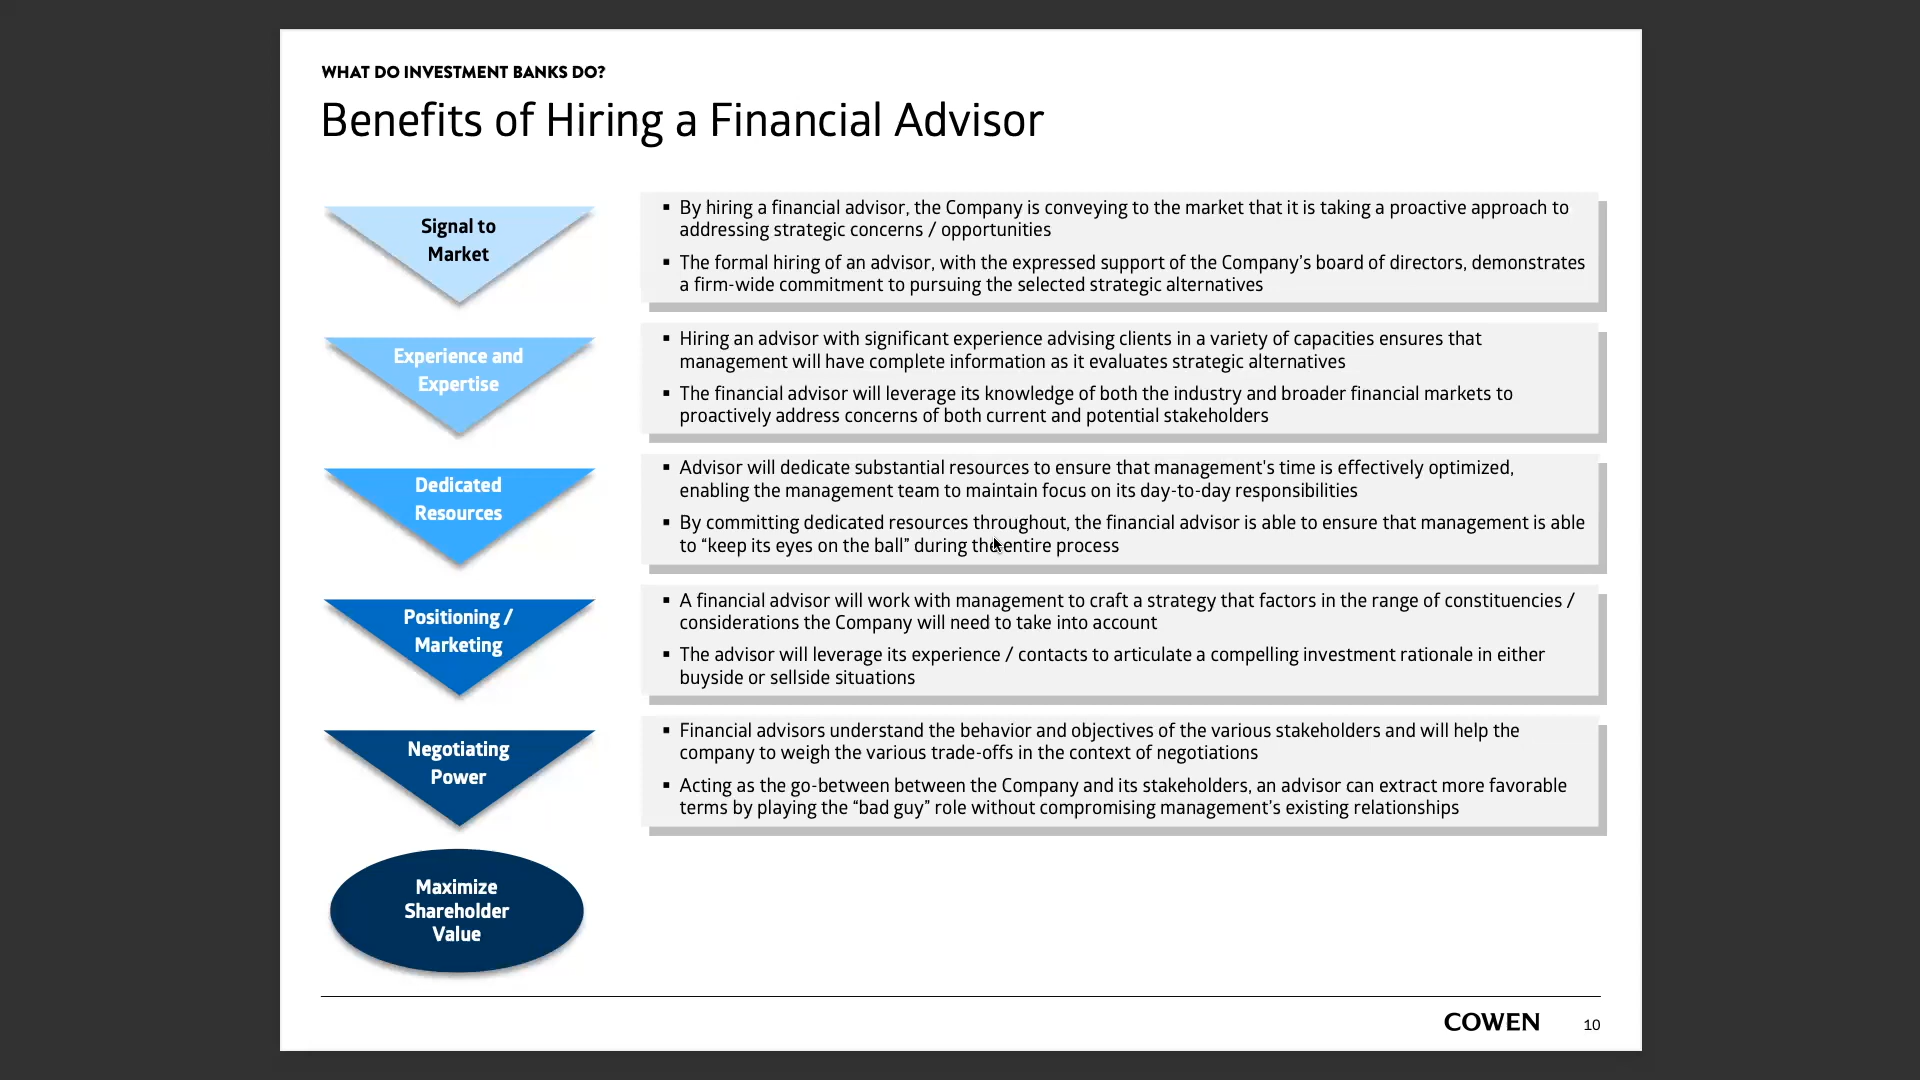 WHAT DO INVESTMENT BANKS DO?
Benefits of Hiring a Financial Advisor
Signal to
Market
▪ By hiring a financial advisor, the Company is conveying to the market that it is taking a proactive approach to
addressing strategic concerns / opportunities
▪ The formal hiring of an advisor, with the expressed support of the Company’s board of directors, demonstrates
a firm-wide commitment to pursuing the selected strategic alternatives
Experience and
Expertise
▪ Hiring an advisor with significant experience advising clients in a variety of capacities ensures that
management will have complete information as it evaluates strategic alternatives
▪ The financial advisor will leverage its knowledge of both the industry and broader financial markets to
proactively address concerns of both current and potential stakeholders
Dedicated
Resources
▪ Advisor will dedicate substantial resources to ensure that management's time is effectively optimized,
enabling the management team to maintain focus on its day-to-day responsibilities
▪ By committing dedicated resources throughout, the financial advisor is able to ensure that management is able
to “keep its eyes on the ball” during the entire process
Positioning /
Marketing
▪ A financial advisor will work with management to craft a strategy that factors in the range of constituencies /
considerations the Company will need to take into account
▪ The advisor will leverage its experience / contacts to articulate a compelling investment rationale in either
buyside or sellside situations
Negotiating
Power
▪ Financial advisors understand the behavior and objectives of the various stakeholders and will help the
company to weigh the various trade-offs in the context of negotiations
▪ Acting as the go-between between the Company and its stakeholders, an advisor can extract more favorable
terms by playing the “bad guy” role without compromising management’s existing relationships
Maximize
Shareholder
Value
COWEN 10